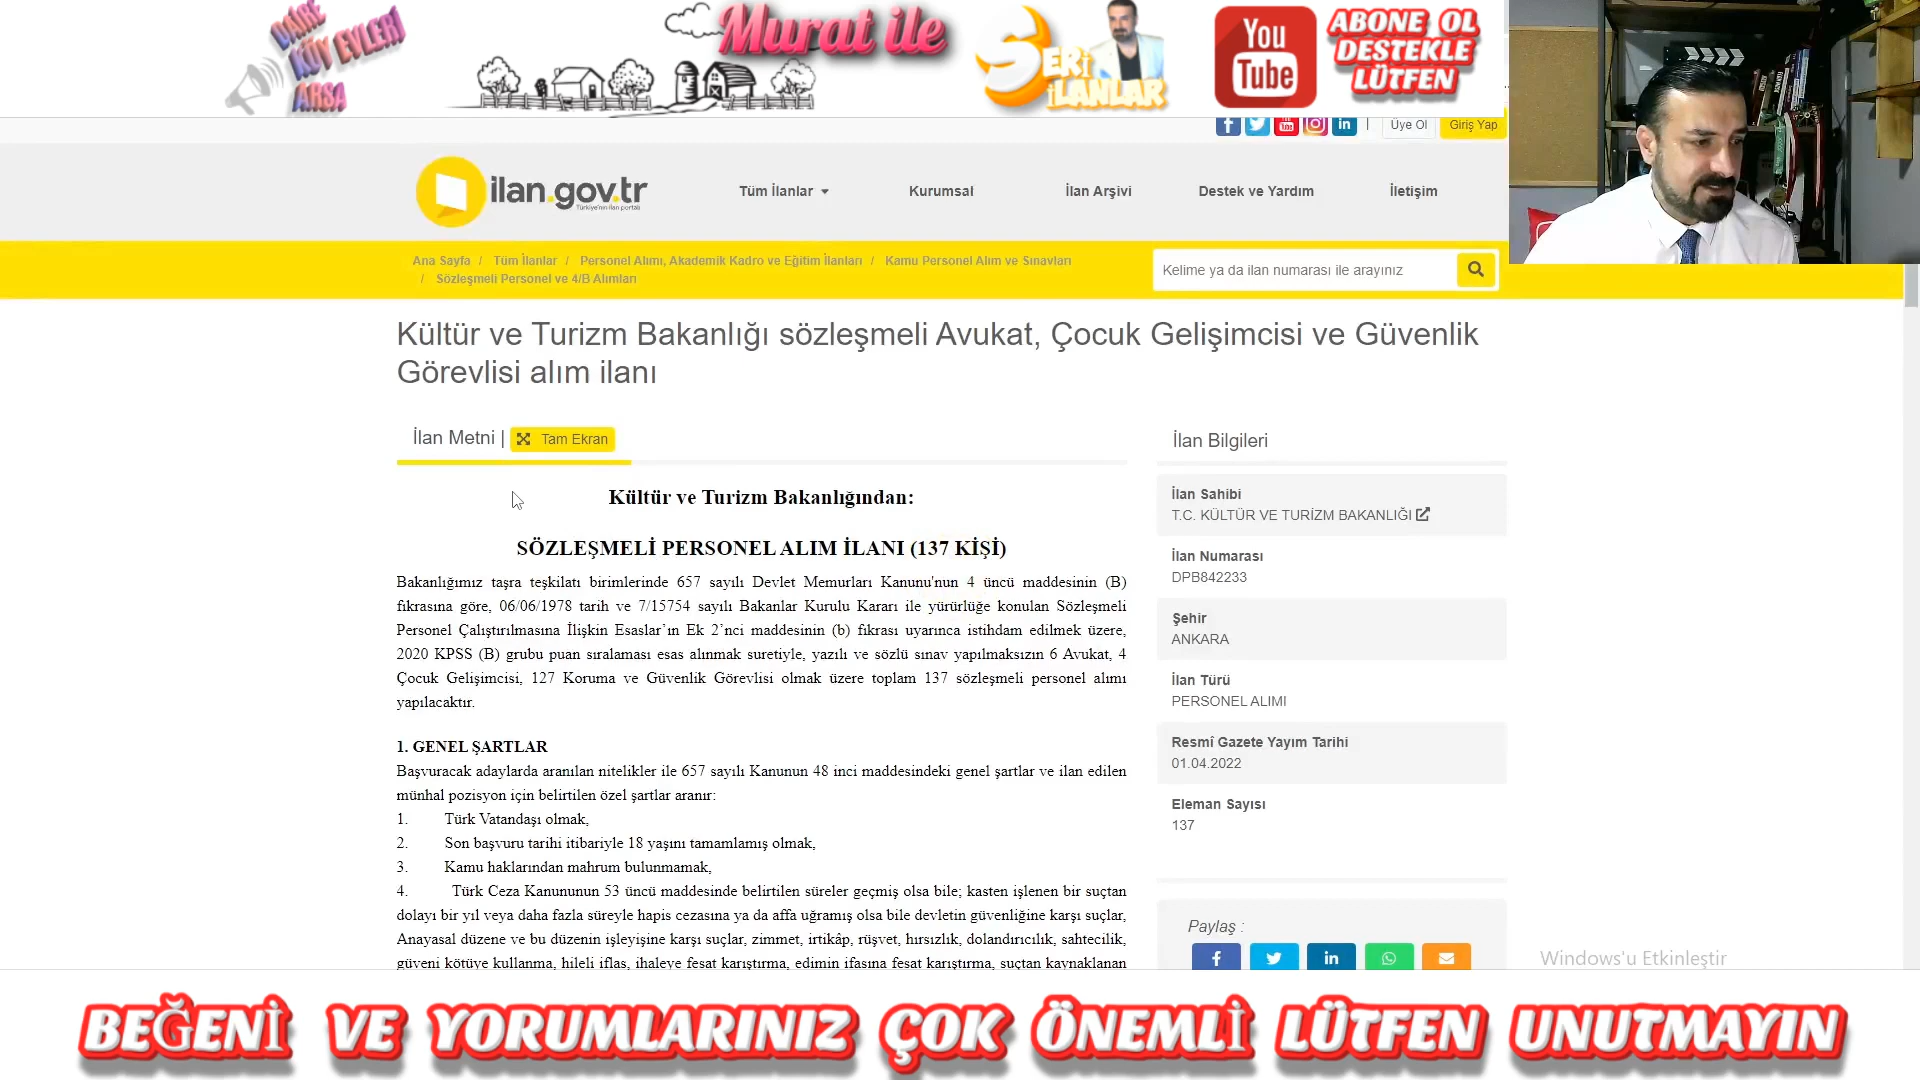 DAİRE
KÖY EVLERİ
ARSA
Murat ile
SERİ
İLANLAR
You
Tube
ABONE OL
DESTEKLE
LÜTFEN
Üye Ol
Giriş Yap
ilan.gov.tr
Türkiye'nin ilan portalı
Tüm İlanlar
Kurumsal
İlan Arşivi
Destek ve Yardım
İletişim
Ana Sayfa / Tüm İlanlar / Personel Alımı, Akademik Kadro ve Eğitim İlanları / Kamu Personel Alım ve Sınavları
/ Sözleşmeli Personel ve 4/B Alımları
Kelime ya da ilan numarası ile arayınız
Kültür ve Turizm Bakanlığı sözleşmeli Avukat, Çocuk Gelişimcisi ve Güvenlik
Görevlisi alım ilanı
İlan Metni | Tam Ekran
Kültür ve Turizm Bakanlığından:
SÖZLEŞMELİ PERSONEL ALIM İLANI (137 KİŞİ)
Bakanlığımız taşra teşkilatı birimlerinde 657 sayılı Devlet Memurları Kanunu'nun 4 üncü maddesinin (B)
fıkrasına göre, 06/06/1978 tarih ve 7/15754 sayılı Bakanlar Kurulu Kararı ile yürürlüğe konulan Sözleşmeli
Personel Çalıştırılmasına İlişkin Esaslar’ın Ek 2’nci maddesinin (b) fıkrası uyarınca istihdam edilmek üzere,
2020 KPSS (B) grubu puan sıralaması esas alınmak suretiyle, yazılı ve sözlü sınav yapılmaksızın 6 Avukat, 4
Çocuk Gelişimcisi, 127 Koruma ve Güvenlik Görevlisi olmak üzere toplam 137 sözleşmeli personel alımı
yapılacaktır.
1. GENEL ŞARTLAR
Başvuracak adaylarda aranılan nitelikler ile 657 sayılı Kanunun 48 inci maddesindeki genel şartlar ve ilan edilen
münhal pozisyon için belirtilen özel şartlar aranır:
1. Türk Vatandaşı olmak,
2. Son başvuru tarihi itibariyle 18 yaşını tamamlamış olmak,
3. Kamu haklarından mahrum bulunmamak,
4. Türk Ceza Kanununun 53 üncü maddesinde belirtilen süreler geçmiş olsa bile; kasten işlenen bir suçtan
dolayı bir yıl veya daha fazla süreyle hapis cezasına ya da affa uğramış olsa bile devletin güvenliğine karşı suçlar,
Anayasal düzene ve bu düzenin işleyişine karşı suçlar, zimmet, irtikâp, rüşvet, hırsızlık, dolandırıcılık, sahtecilik,
güveni kötüye kullanma, hileli iflas, ihaleye fesat karıştırma, edimin ifasına fesat karıştırma, suçtan kaynaklanan
İlan Bilgileri
İlan Sahibi
T.C. KÜLTÜR VE TURİZM BAKANLIĞI
İlan Numarası
DPB842233
Şehir
ANKARA
İlan Türü
PERSONEL ALIMI
Resmî Gazete Yayım Tarihi
01.04.2022
Eleman Sayısı
137
Paylaş :
Windows'u Etkinleştir
BEĞENİ VE YORUMLARINIZ ÇOK ÖNEMLİ LÜTFEN UNUTMAYIN